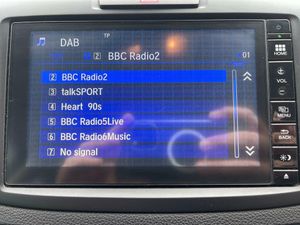 DAB
TP
2 BBC Radio2 01
2 BBC Radio2
3 talkSPORT
4 Heart 90s
5 BBC Radio5Live
6 BBC Radio6Music
7 No signal
HOME
+
VOL
−
MENU
BACK